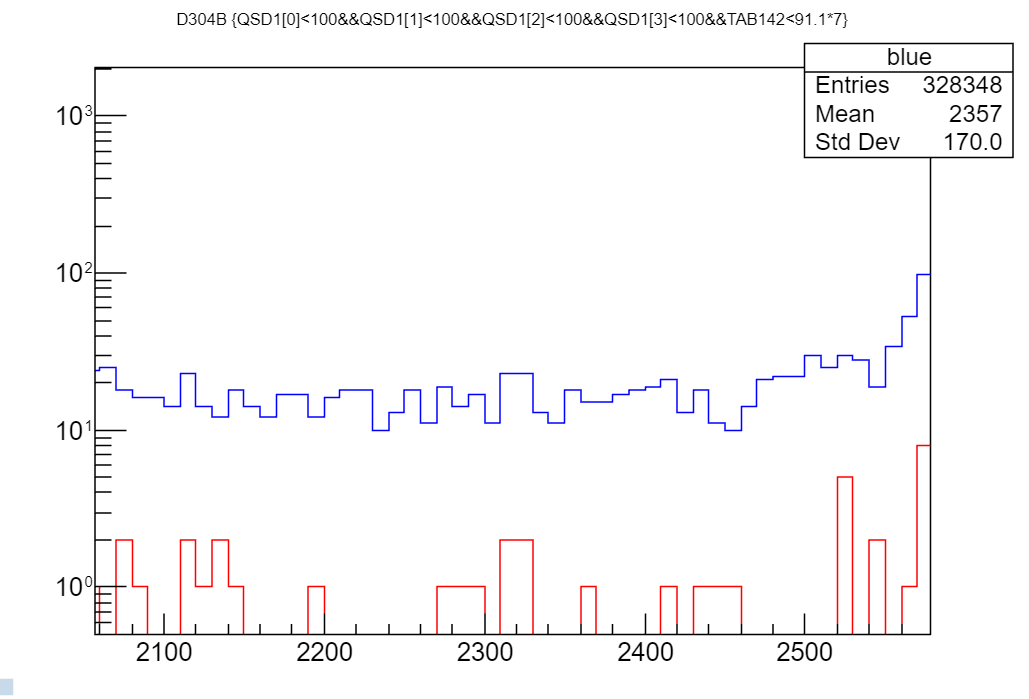 D304B {QSD1[0]<100&&QSD1[1]<100&&QSD1[2]<100&&QSD1[3]<100&&TAB142<91.1*7}
blue
Entries 328348
Mean 2357
Std Dev 170.0
10³
10²
10¹
10⁰
2100 2200 2300 2400 2500